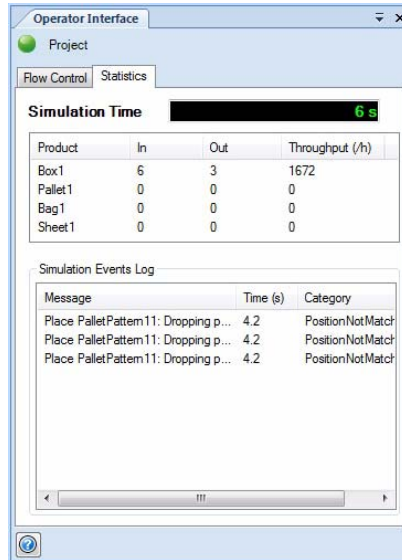 Operator Interface
Project
Flow Control Statistics
Simulation Time 6 s
Product In Out Throughput (/h)
Box1 6 3 1672
Pallet1 0 0 0
Bag1 0 0 0
Sheet1 0 0 0
Simulation Events Log
Message Time (s) Category
Place PalletPattern11: Dropping p... 4.2 PositionNotMatch
Place PalletPattern11: Dropping p... 4.2 PositionNotMatch
Place PalletPattern11: Dropping p... 4.2 PositionNotMatch